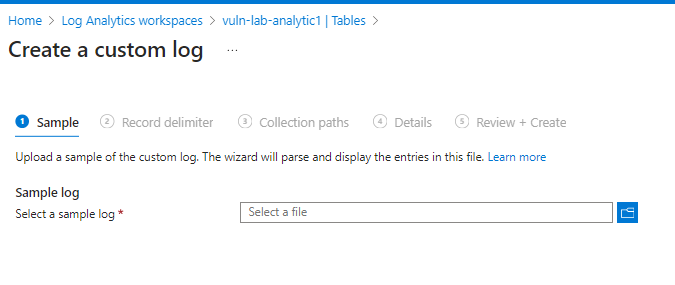 Home > Log Analytics workspaces > vuln-lab-analytic1 | Tables >
Create a custom log ...
1 Sample 2 Record delimiter 3 Collection paths 4 Details 5 Review + Create
Upload a sample of the custom log. The wizard will parse and display the entries in this file. Learn more
Sample log
Select a sample log * Select a file